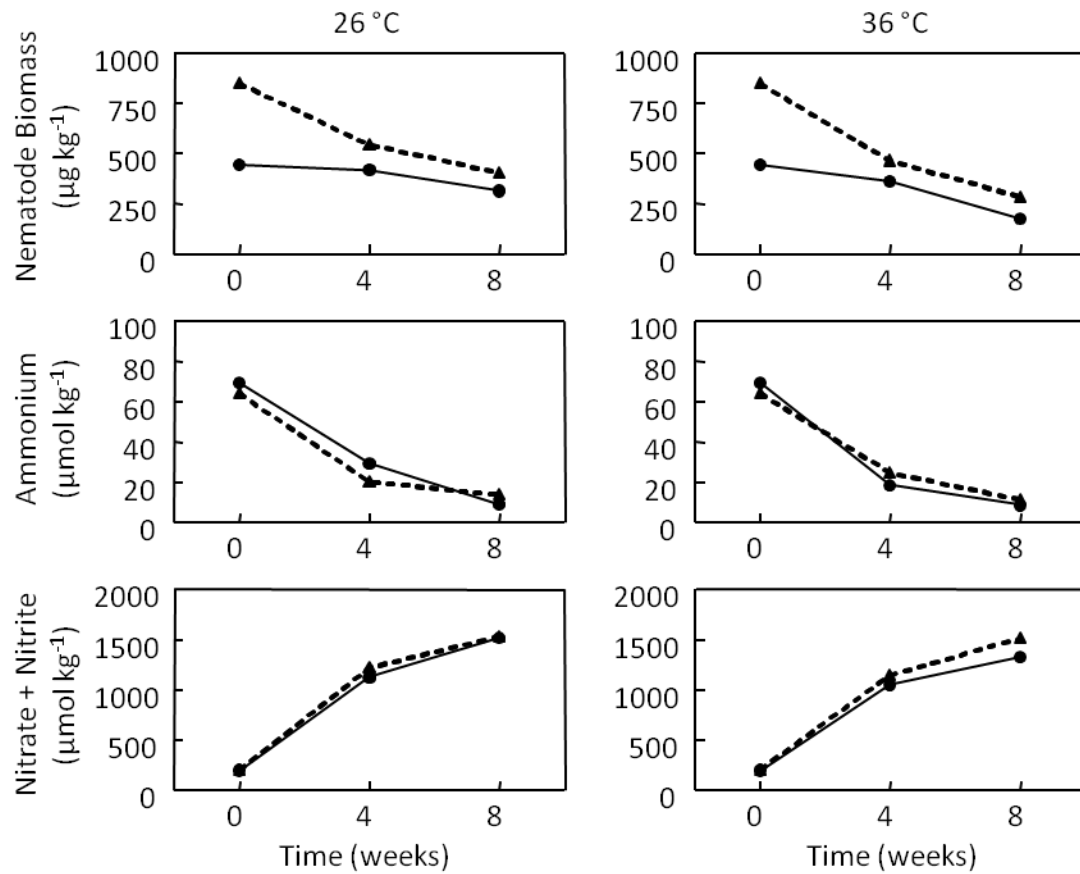 26 °C
36 °C
Nematode Biomass
(µg kg⁻¹)
1000
750
500
250
0
0 4 8
1000
750
500
250
0
0 4 8
Ammonium
(µmol kg⁻¹)
100
80
60
40
20
0
0 4 8
100
80
60
40
20
0
0 4 8
Nitrate + Nitrite
(µmol kg⁻¹)
2000
1500
1000
500
0
0 4 8
Time (weeks)
2000
1500
1000
500
0
0 4 8
Time (weeks)